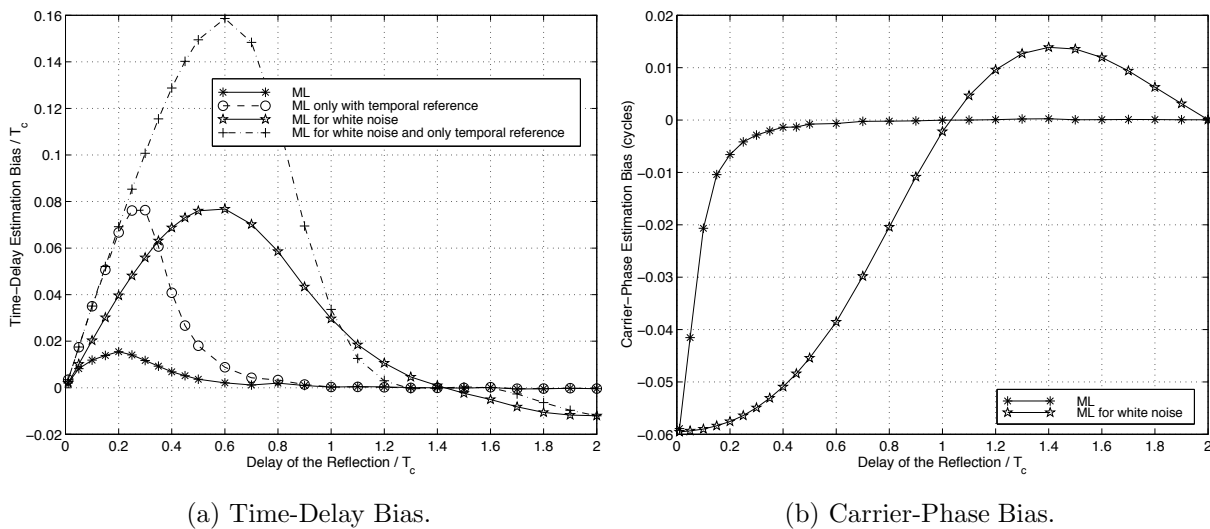 0.16
0.14
0.12
0.1
0.08
0.06
0.04
0.02
0
−0.02
Time−Delay Estimation Bias / T_c
ML
ML only with temporal reference
ML for white noise
ML for white noise and only temporal reference
0 0.2 0.4 0.6 0.8 1 1.2 1.4 1.6 1.8 2
Delay of the Reflection / T_c
(a) Time-Delay Bias.
0.02
0.01
0
−0.01
−0.02
−0.03
−0.04
−0.05
−0.06
Carrier−Phase Estimation Bias (cycles)
ML
ML for white noise
0 0.2 0.4 0.6 0.8 1 1.2 1.4 1.6 1.8 2
Delay of the Reflection / T_c
(b) Carrier-Phase Bias.